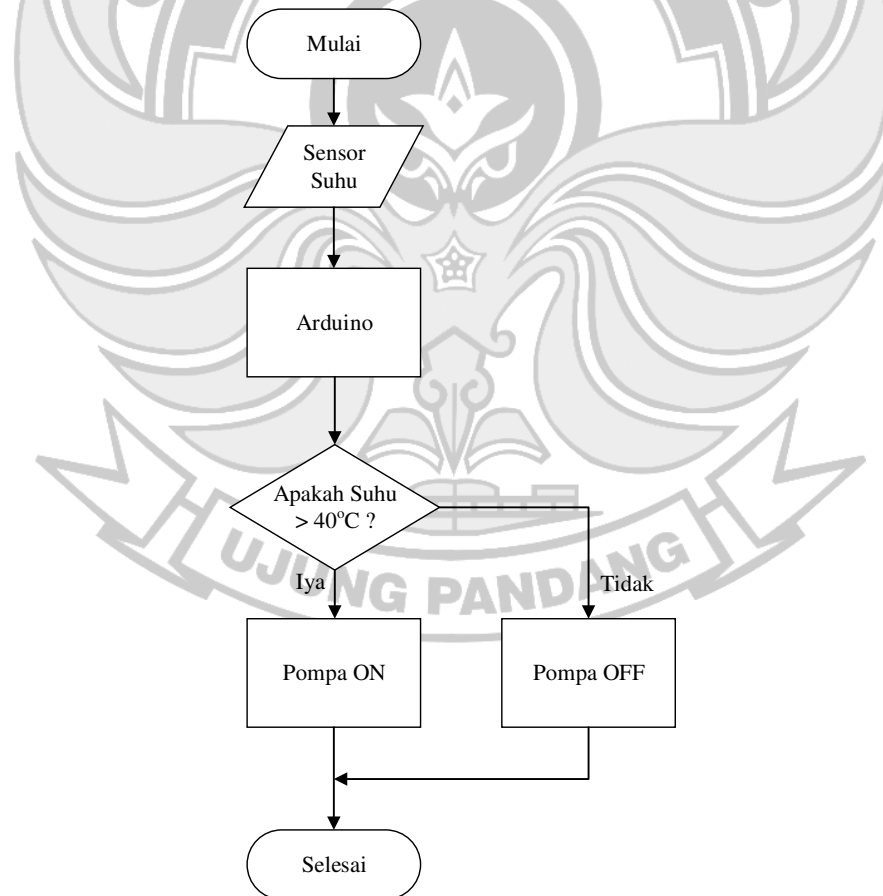 Mulai
Sensor
Suhu
Arduino
Apakah Suhu
> 40°C ?
Iya
Tidak
UJUNG PANDANG
Pompa ON
Pompa OFF
Selesai